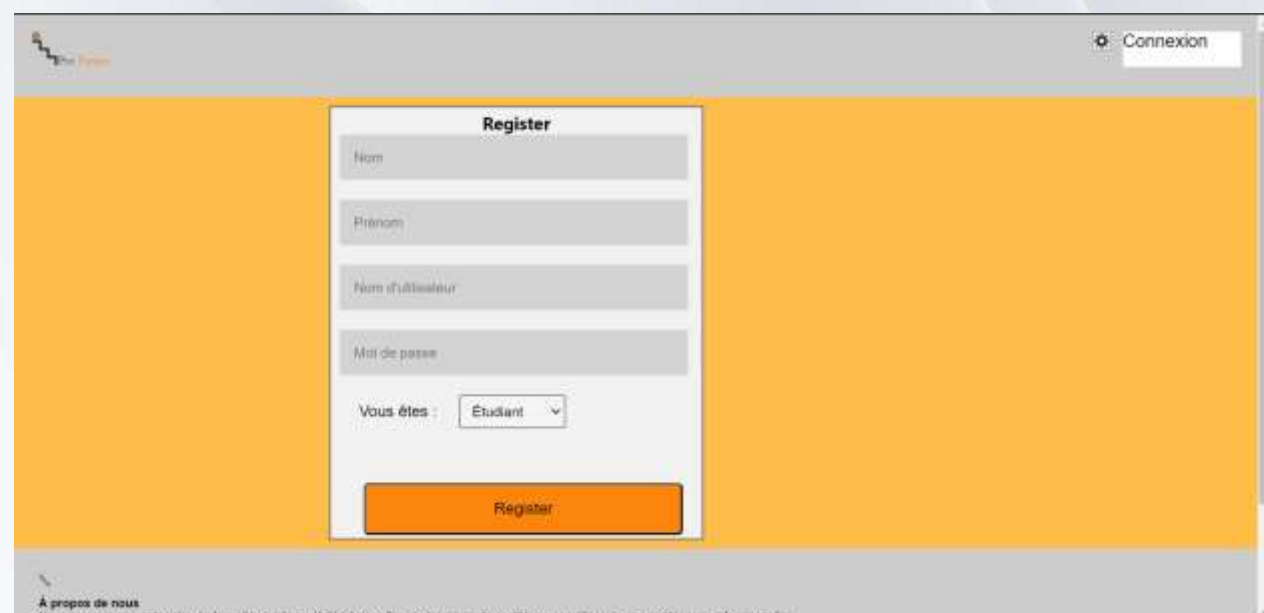 Connexion
Register
Nom
Prénom
Nom d'utilisateur
Mot de passe
Vous êtes : Étudiant
Register
À propos de nous